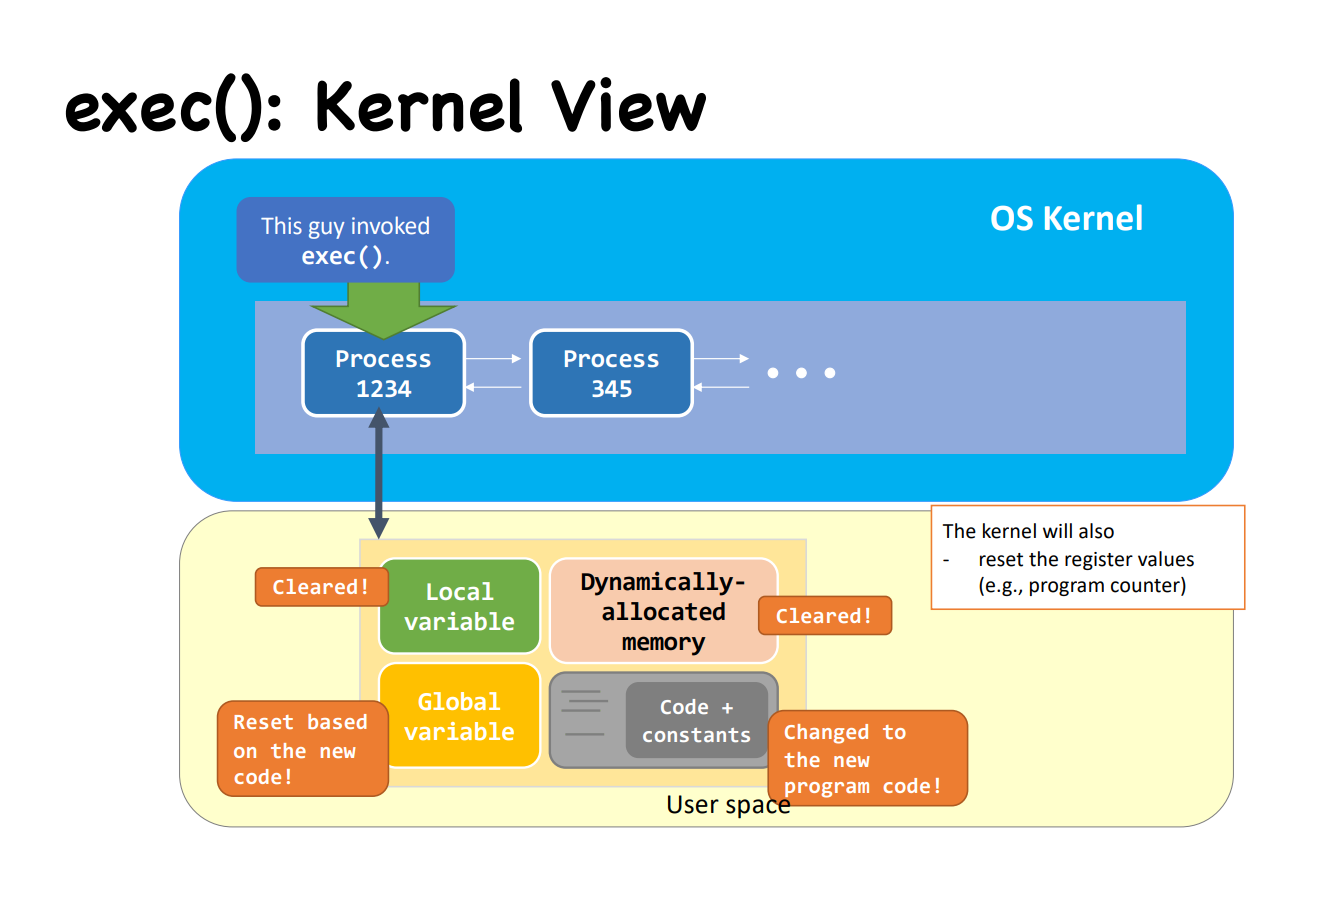 exec(): Kernel View
This guy invoked
exec().
OS Kernel
Process
1234
Process
345
The kernel will also
- reset the register values
(e.g., program counter)
Cleared!
Local
variable
Dynamically-
allocated
memory
Cleared!
Global
variable
Reset based
on the new
code!
Code +
constants
Changed to
the new
program code!
User space